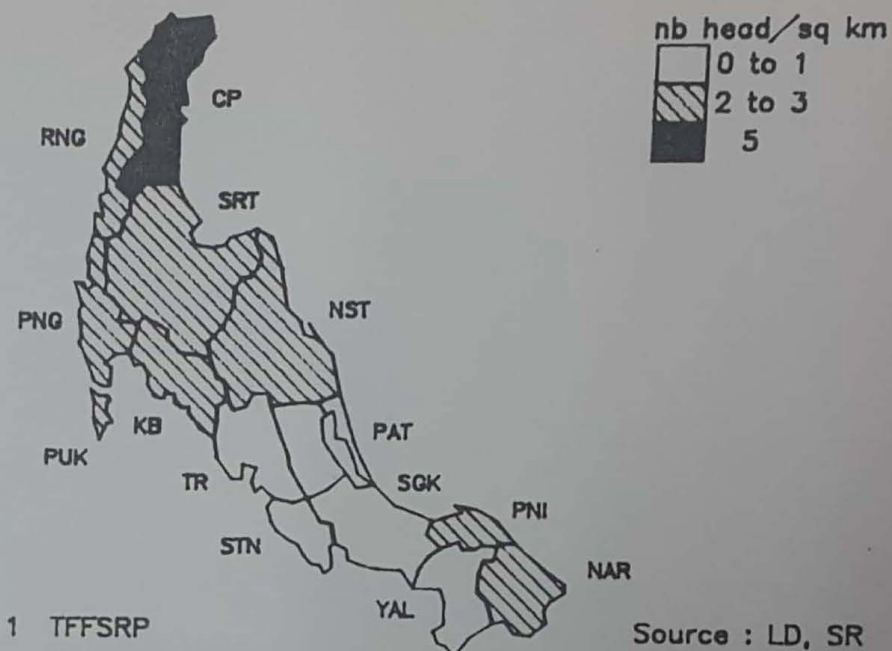 nb head/sq km
0 to 1
2 to 3
5
CP
RNG
SRT
NST
PNG
KB
PUK
PAT
TR
SGK
PNI
STN
NAR
YAL
1 TFFSRP
Source : LD, SR